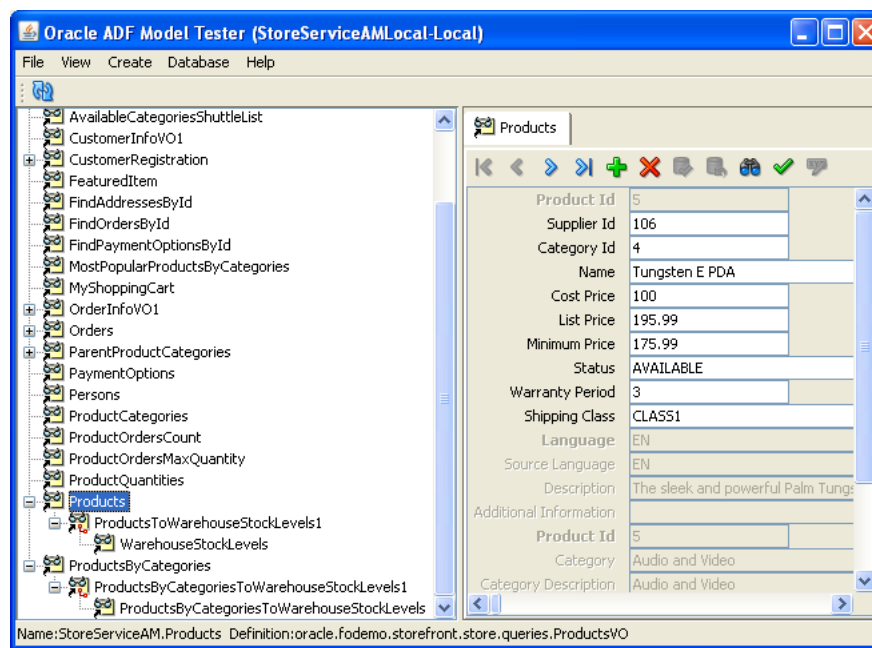 Oracle ADF Model Tester (StoreServiceAMLocal-Local)
File View Create Database Help
AvailableCategoriesShuttleList
CustomerInfoVO1
CustomerRegistration
FeaturedItem
FindAddressesById
FindOrdersById
FindPaymentOptionsById
MostPopularProductsByCategories
MyShoppingCart
OrderInfoVO1
Orders
ParentProductCategories
PaymentOptions
Persons
ProductCategories
ProductOrdersCount
ProductOrdersMaxQuantity
ProductQuantities
Products
ProductsToWarehouseStockLevels1
WarehouseStockLevels
ProductsByCategories
ProductsByCategoriesToWarehouseStockLevels1
ProductsByCategoriesToWarehouseStockLevels
Products
Product Id 5
Supplier Id 106
Category Id 4
Name Tungsten E PDA
Cost Price 100
List Price 195.99
Minimum Price 175.99
Status AVAILABLE
Warranty Period 3
Shipping Class CLASS1
Language EN
Source Language EN
Description The sleek and powerful Palm Tungs
Additional Information
Product Id 5
Category Audio and Video
Category Description Audio and Video
Name:StoreServiceAM.Products Definition:oracle.fodemo.storefront.store.queries.ProductsVO